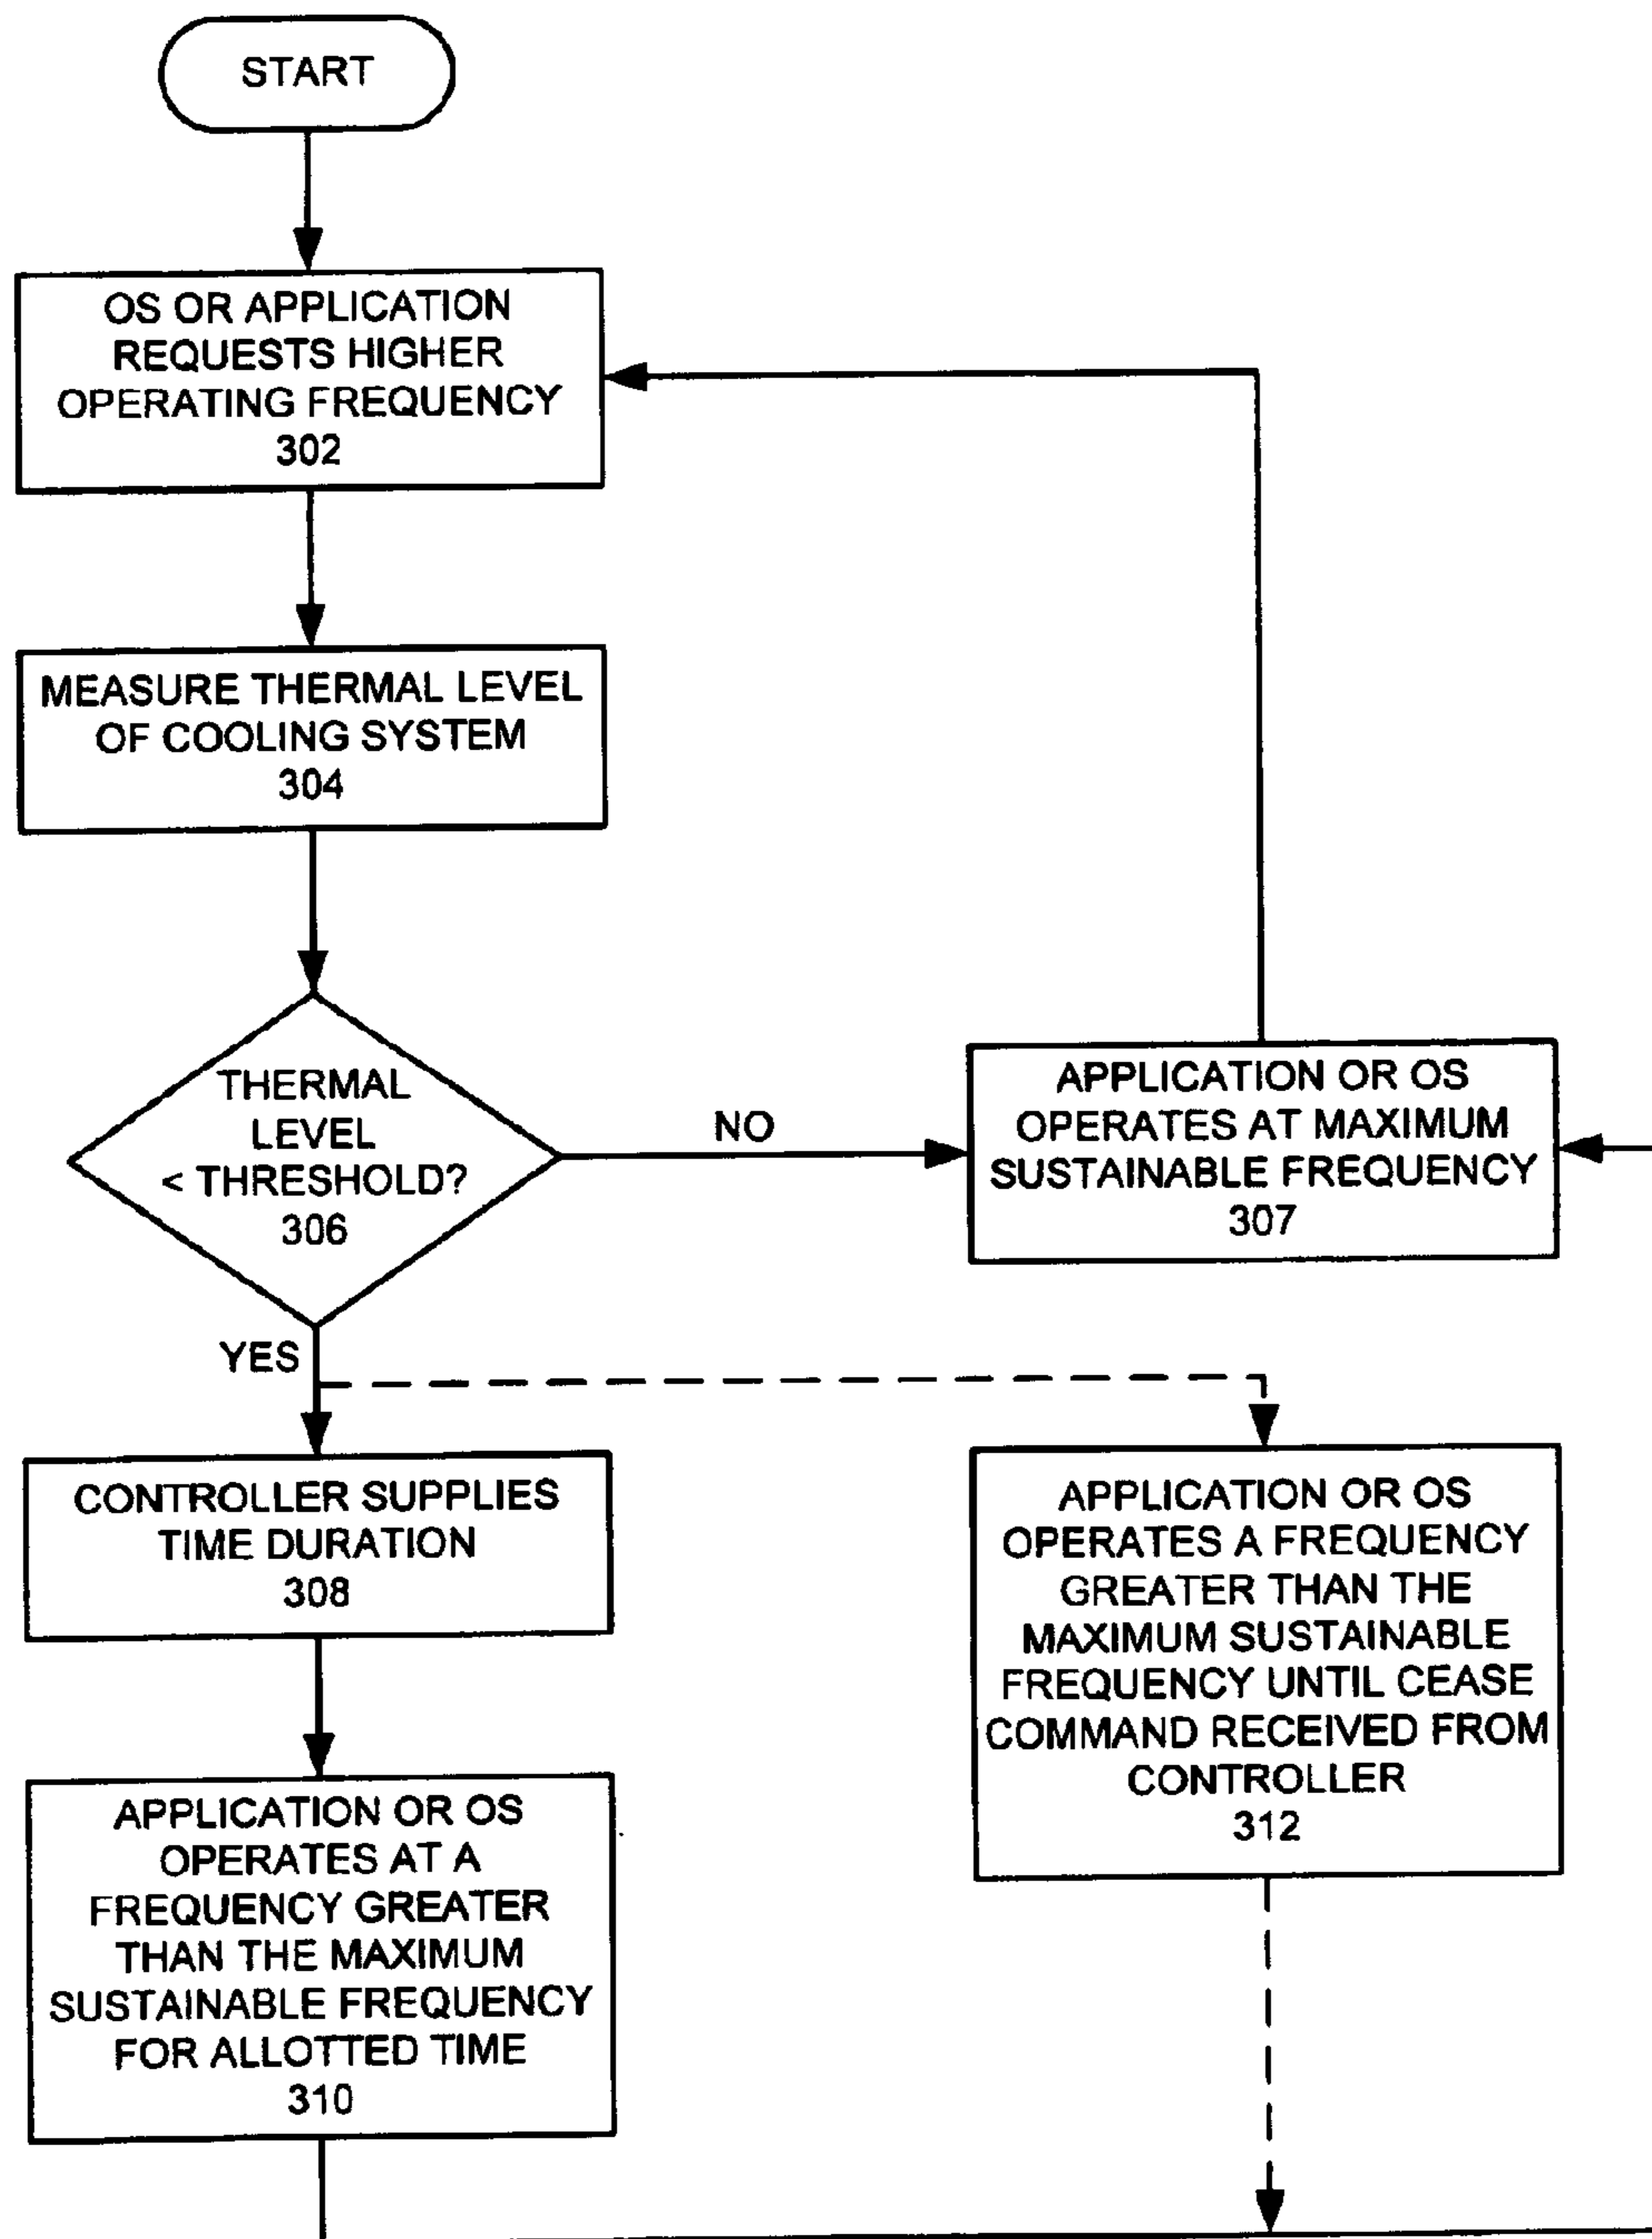 START
OS OR APPLICATION
REQUESTS HIGHER
OPERATING FREQUENCY
302
MEASURE THERMAL LEVEL
OF COOLING SYSTEM
304
THERMAL
LEVEL
< THRESHOLD?
306
NO
APPLICATION OR OS
OPERATES AT MAXIMUM
SUSTAINABLE FREQUENCY
307
YES
CONTROLLER SUPPLIES
TIME DURATION
308
APPLICATION OR OS
OPERATES A FREQUENCY
GREATER THAN THE
MAXIMUM SUSTAINABLE
FREQUENCY UNTIL CEASE
COMMAND RECEIVED FROM
CONTROLLER
312
APPLICATION OR OS
OPERATES AT A
FREQUENCY GREATER
THAN THE MAXIMUM
SUSTAINABLE FREQUENCY
FOR ALLOTTED TIME
310